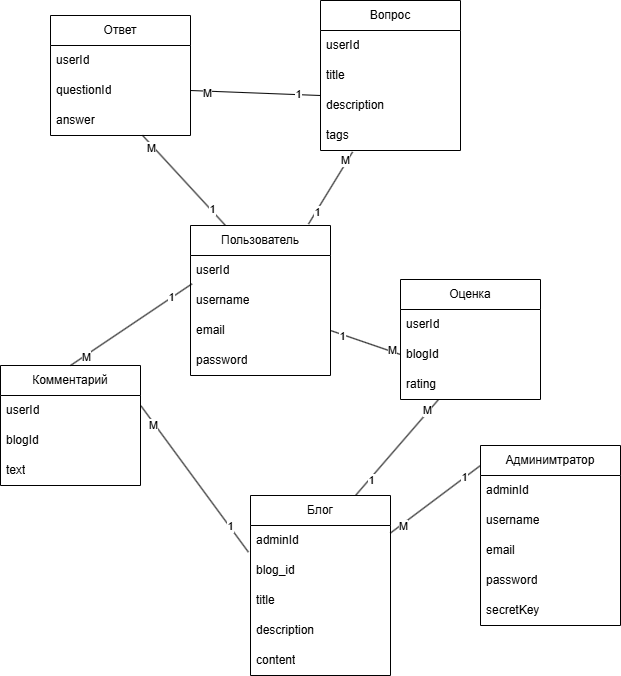 Ответ
userId
questionId
answer
Вопрос
userId
title
description
tags
M
1
M
1
M
1
Пользователь
userId
username
email
password
1
M
1
M
Оценка
userId
blogId
rating
Комментарий
userId
blogId
text
M
1
M
1
1
M
Блог
adminId
blog_id
title
description
content
Админимтратор
adminId
username
email
password
secretKey